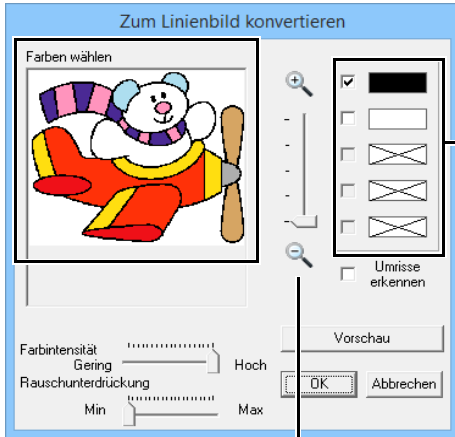 Zum Linienbild konvertieren
Farben wählen
Umrisse
erkennen
Vorschau
Farbintensität
Gering
Hoch
Rauschunterdrückung
Min
Max
OK
Abbrechen